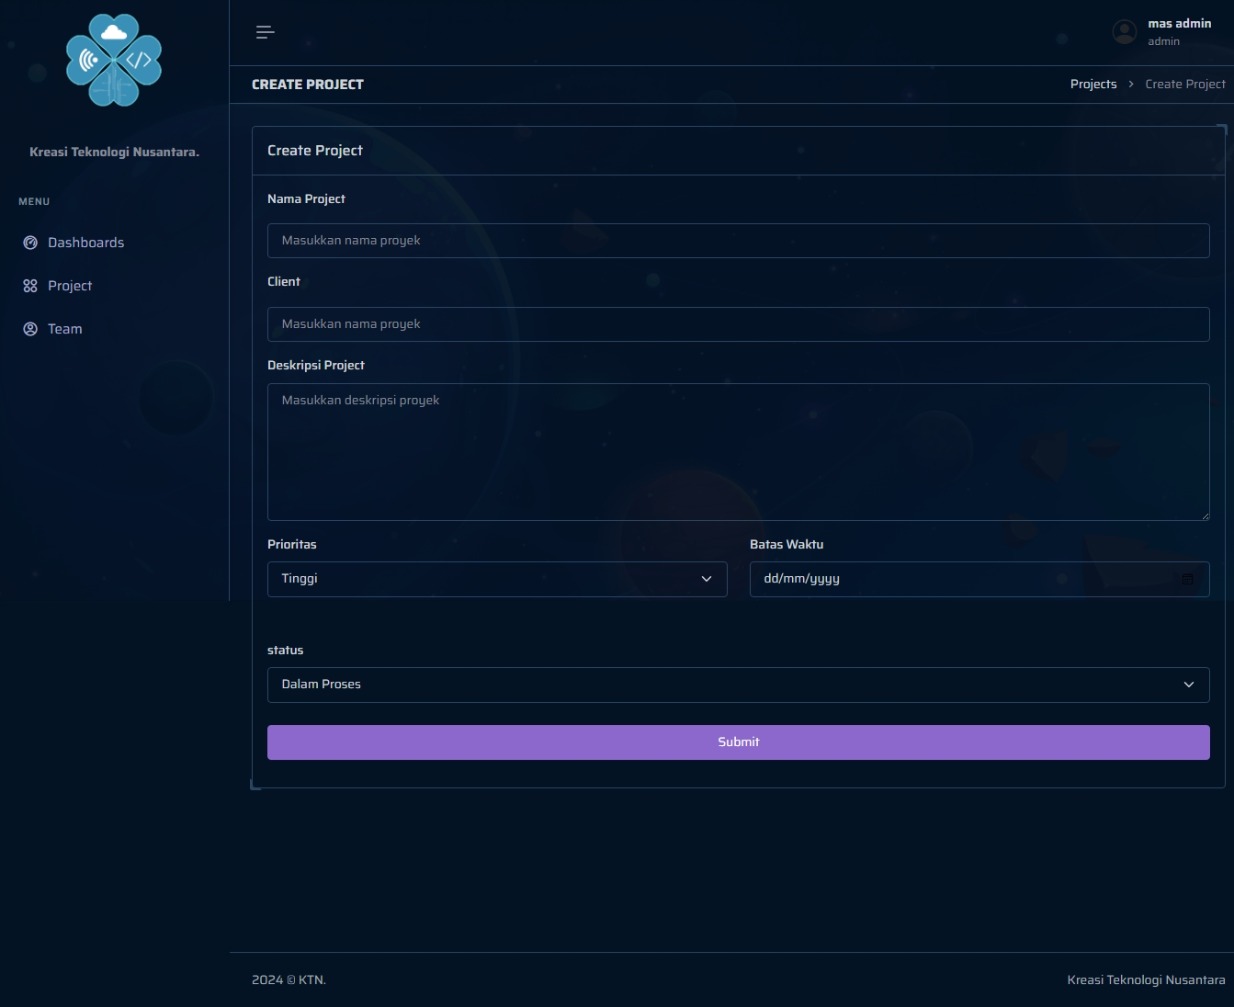 mas admin
admin
CREATE PROJECT
Projects > Create Project
Kreasi Teknologi Nusantara.
MENU
Dashboards
Project
Team
Create Project
Nama Project
Masukkan nama proyek
Client
Masukkan nama proyek
Deskripsi Project
Masukkan deskripsi proyek
Prioritas
Tinggi
Batas Waktu
dd/mm/yyyy
status
Dalam Proses
Submit
2024 © KTN.
Kreasi Teknologi Nusantara